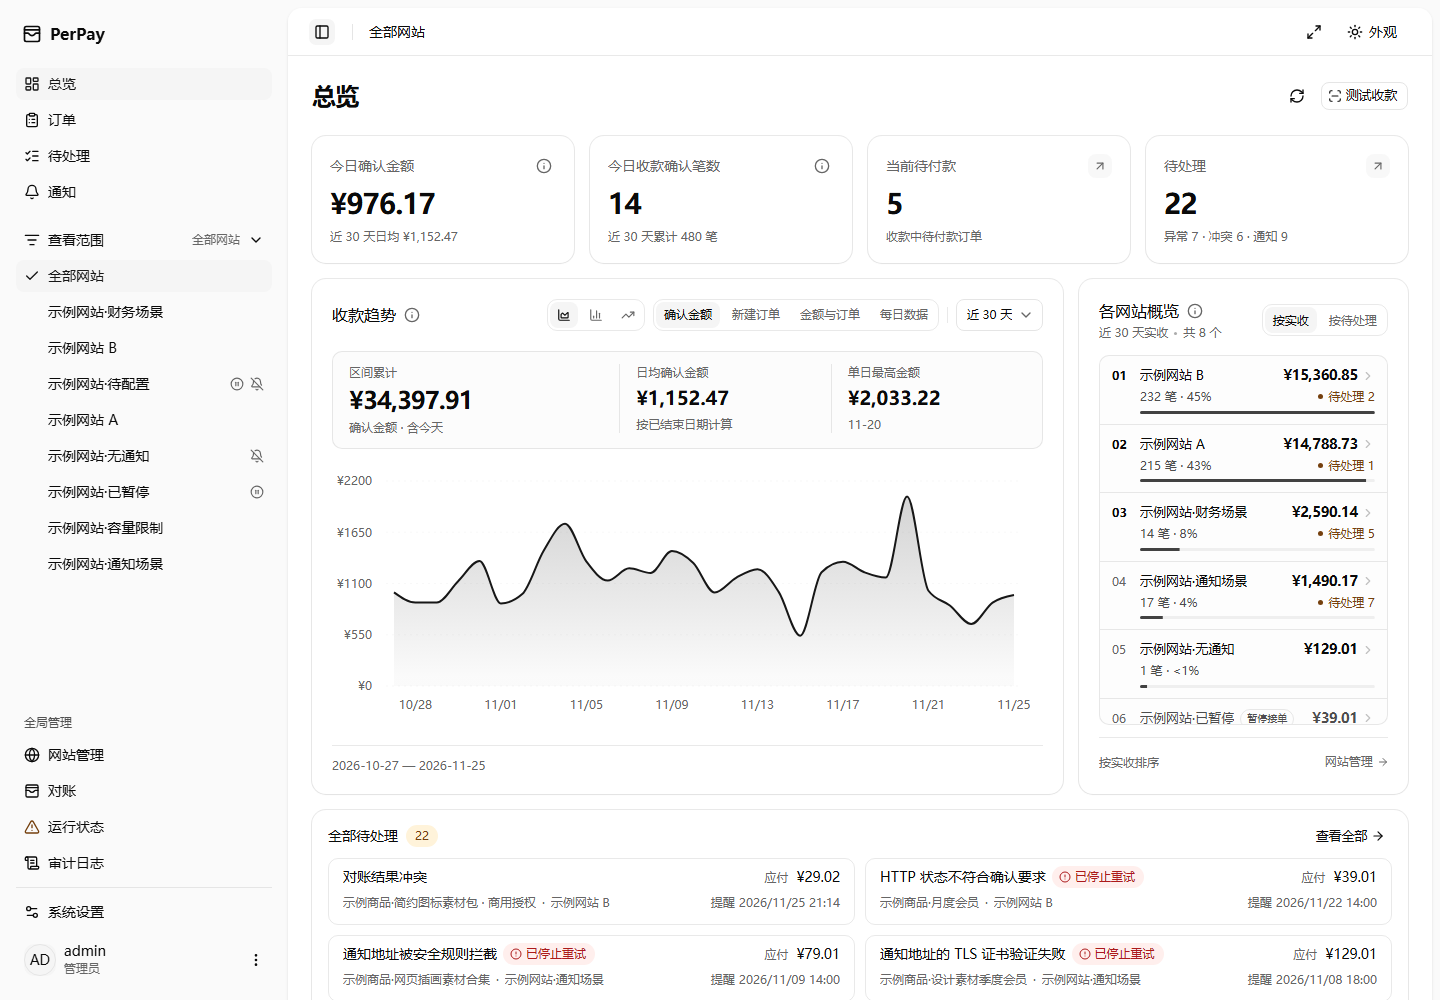 PerPay
总览
订单
待处理
通知
查看范围 全部网站
全部网站
示例网站·财务场景
示例网站 B
示例网站·待配置
示例网站 A
示例网站·无通知
示例网站·已暂停
示例网站·容量限制
示例网站·通知场景
全局管理
网站管理
对账
运行状态
审计日志
系统设置
AD
admin
管理员
全部网站
外观
总览
测试收款
今日确认金额
¥976.17
近 30 天日均 ¥1,152.47
今日收款确认笔数
14
近 30 天累计 480 笔
当前待付款
5
收款中待付款订单
待处理
22
异常 7 · 冲突 6 · 通知 9
收款趋势
确认金额 新建订单 金额与订单 每日数据
近 30 天
区间累计
¥34,397.91
确认金额 · 含今天
日均确认金额
¥1,152.47
按已结束日期计算
单日最高金额
¥2,033.22
11-20
¥2200
¥1650
¥1100
¥550
¥0
10/28 11/01 11/05 11/09 11/13 11/17 11/21 11/25
2026-10-27 — 2026-11-25
各网站概览
近 30 天实收 · 共 8 个
按实收 按待处理
01 示例网站 B ¥15,360.85
232 笔 · 45% 待处理 2
02 示例网站 A ¥14,788.73
215 笔 · 43% 待处理 1
03 示例网站·财务场景 ¥2,590.14
14 笔 · 8% 待处理 5
04 示例网站·通知场景 ¥1,490.17
17 笔 · 4% 待处理 7
05 示例网站·无通知 ¥129.01
1 笔 · <1%
06 示例网站·已暂停 暂停接单 ¥39.01
按实收排序 网站管理
全部待处理 22
查看全部
对账结果冲突 应付 ¥29.02
示例商品·简约图标素材包 · 商用授权 · 示例网站 B 提醒 2026/11/25 21:14
HTTP 状态不符合确认要求 已停止重试 应付 ¥39.01
示例商品·月度会员 · 示例网站 B 提醒 2026/11/22 14:00
通知地址被安全规则拦截 已停止重试 应付 ¥79.01
示例商品·网页插画素材合集 · 示例网站·通知场景 提醒 2026/11/09 14:00
通知地址的 TLS 证书验证失败 已停止重试 应付 ¥129.01
示例商品·设计素材季度会员 · 示例网站·通知场景 提醒 2026/11/08 18:00